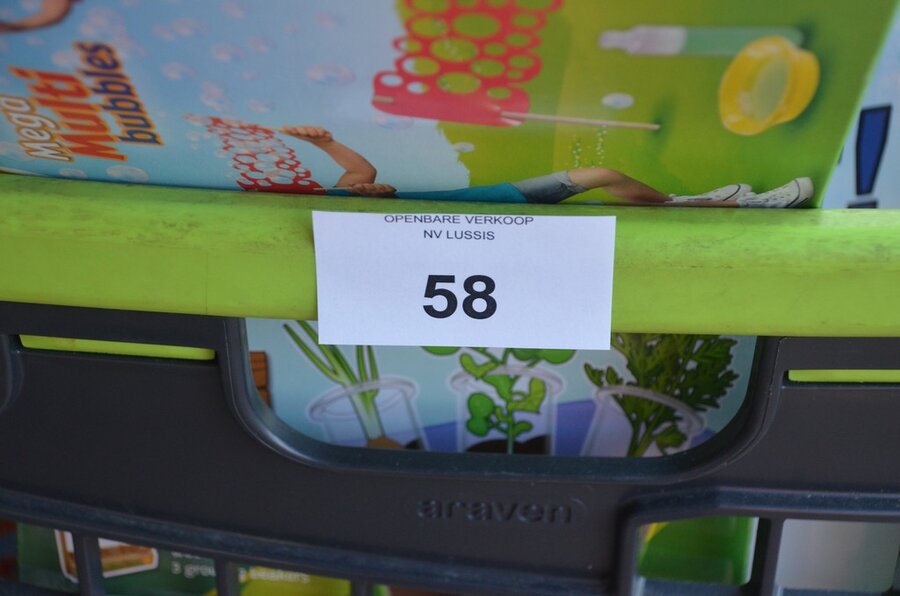 Mega
Multi
bubbles
OPENBARE VERKOOP
NV LUSSIS
58
araven